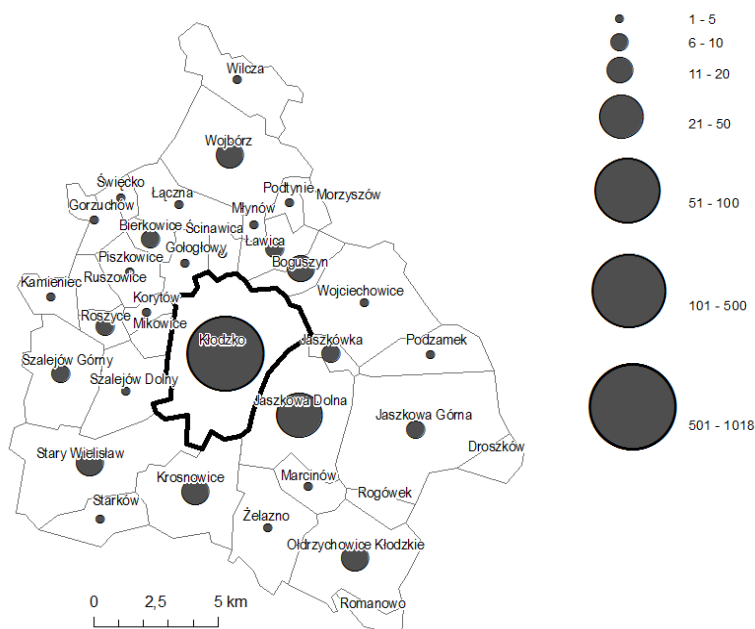 1 - 5
6 - 10
11 - 20
21 - 50
51 - 100
101 - 500
501 - 1018
Wilcza
Wojbórz
Święcko
Podtynie
Morzyszów
Łączna
Gorzuchów
Młynów
Bierkowice
Ścinawica
Ławica
Gołogłowy
Piszkowice
Boguszyn
Ruszowice
Kamieniec
Korytów
Wojciechowice
Roszyce
Mikowice
Kłodzko
Jaszkówka
Podzamek
Szalejów Górny
Szalejów Dolny
Jaszkowa Dolna
Jaszkowa Górna
Droszków
Stary Wielisław
Krosnowice
Marcinów
Rogówek
Starków
Żelazno
Ołdrzychowice Kłodzkie
Romanowo
0 2,5 5 km